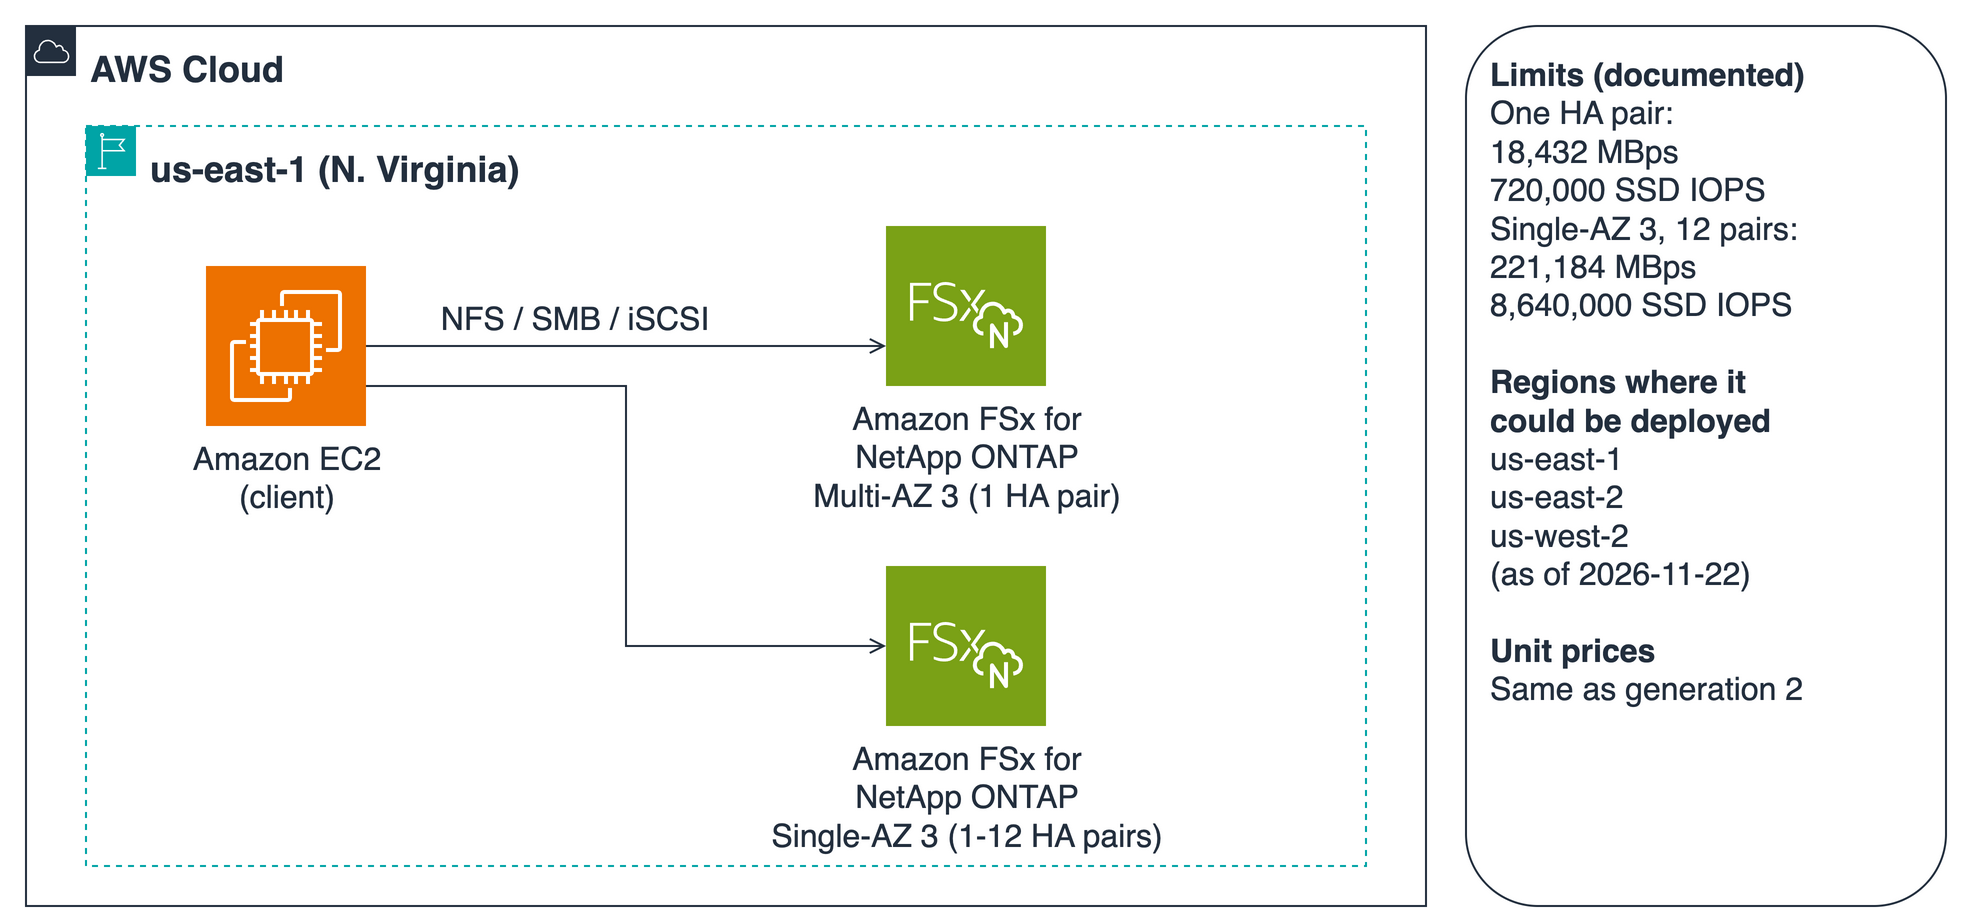 AWS Cloud
us-east-1 (N. Virginia)
NFS / SMB / iSCSI
Amazon EC2
(client)
FSx
N
Amazon FSx for
NetApp ONTAP
Multi-AZ 3 (1 HA pair)
FSx
N
Amazon FSx for
NetApp ONTAP
Single-AZ 3 (1-12 HA pairs)
Limits (documented)
One HA pair:
18,432 MBps
720,000 SSD IOPS
Single-AZ 3, 12 pairs:
221,184 MBps
8,640,000 SSD IOPS
Regions where it
could be deployed
us-east-1
us-east-2
us-west-2
(as of 2026-11-22)
Unit prices
Same as generation 2